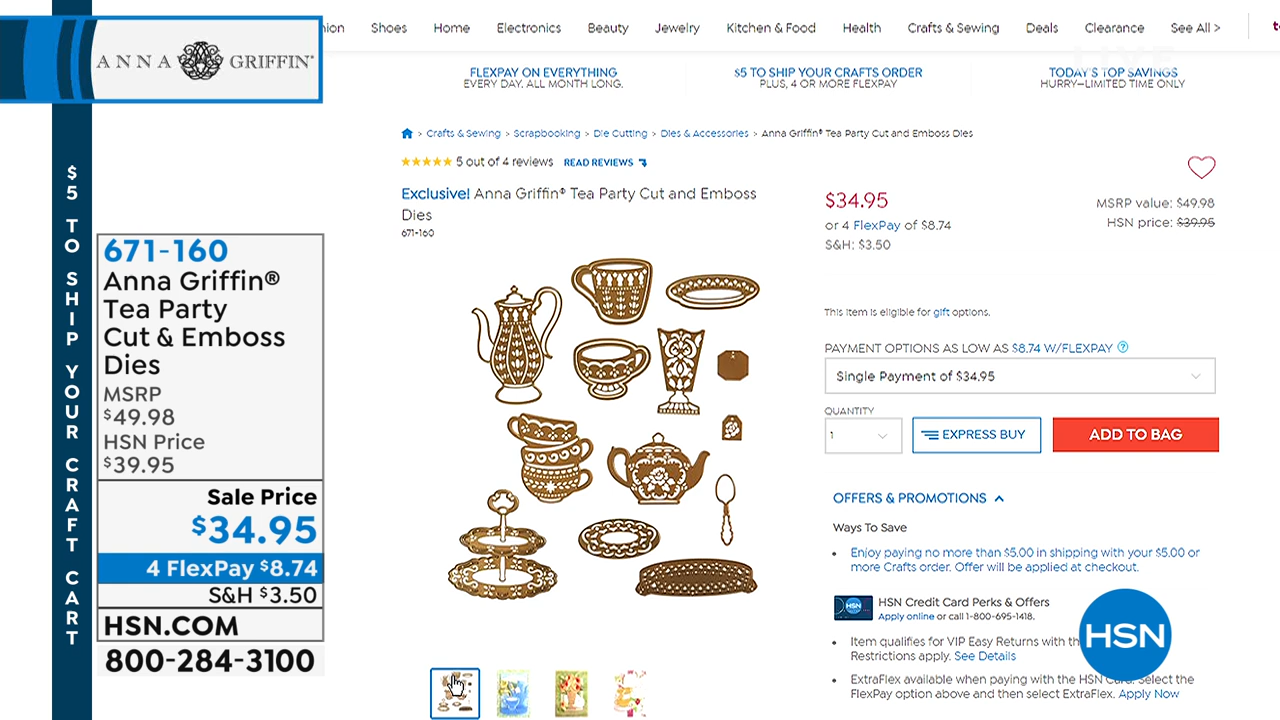 ANNA GRIFFIN®
$5 TO SHIP YOUR CRAFT CART
671-160
Anna Griffin®
Tea Party
Cut & Emboss
Dies
MSRP
$49.98
HSN Price
$39.95
Sale Price
$34.95
4 FlexPay $8.74
S&H $3.50
HSN.COM
800-284-3100
Shoes Home Electronics Beauty Jewelry Kitchen & Food Health Crafts & Sewing Deals Clearance See All >
LIVE
FLEXPAY ON EVERYTHING
EVERY DAY, ALL MONTH LONG.
$5 TO SHIP YOUR CRAFTS ORDER
PLUS, 4 OR MORE FLEXPAY
TODAY'S TOP SAVINGS
HURRY—LIMITED TIME ONLY
> Crafts & Sewing > Scrapbooking > Die Cutting > Dies & Accessories > Anna Griffin® Tea Party Cut and Emboss Dies
5 out of 4 reviews READ REVIEWS
Exclusive! Anna Griffin® Tea Party Cut and Emboss
Dies
671-160
$34.95
or 4 FlexPay of $8.74
S&H: $3.50
MSRP value: $49.98
HSN price: $39.95
This item is eligible for gift options.
PAYMENT OPTIONS AS LOW AS $8.74 W/FLEXPAY ?
Single Payment of $34.95
QUANTITY
1
EXPRESS BUY
ADD TO BAG
OFFERS & PROMOTIONS
Ways To Save
• Enjoy paying no more than $5.00 in shipping with your $5.00 or
more Crafts order. Offer will be applied at checkout.
HSN
HSN Credit Card Perks & Offers
Apply online or call 1-800-695-1418.
• Item qualifies for VIP Easy Returns with th
Restrictions apply. See Details
• ExtraFlex available when paying with the HSN Card. Select the
FlexPay option above and then select ExtraFlex. Apply Now
HSN